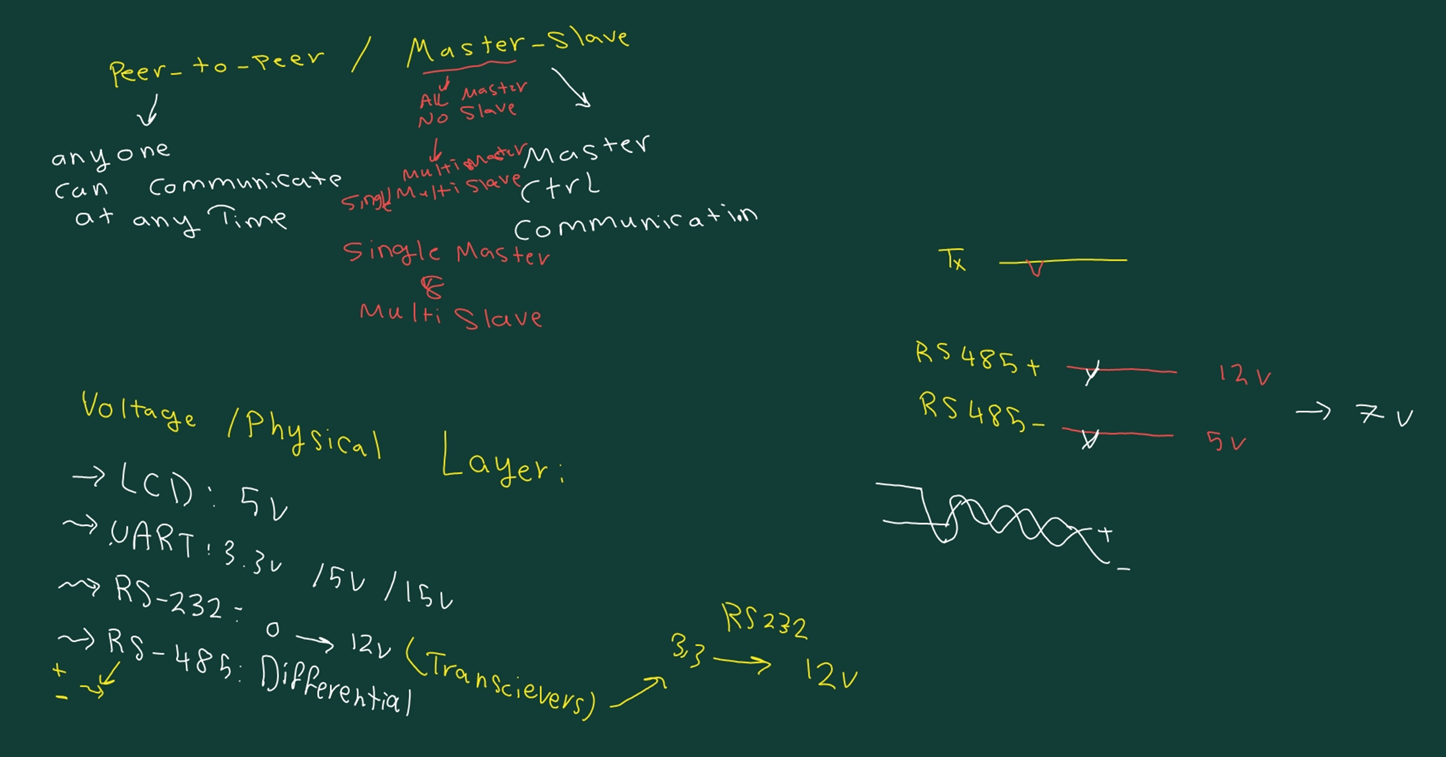 Peer-to-Peer / Master-Slave
anyone
can communicate
at any Time
All Master
No Slave
Multi Master
Single Multi Slave
Single Master
&
Multi Slave
Master
Ctrl
Communication
Tx
RS485+ 12v
RS485- 5v
→ 7v
+
-
Voltage /Physical Layer:
→ LCD: 5v
→ UART: 3.3v /5v /15v
→ RS-232: 0 → 12v (Transcievers)
→ RS-485: Differential
+
-
RS232
3,3 → 12v